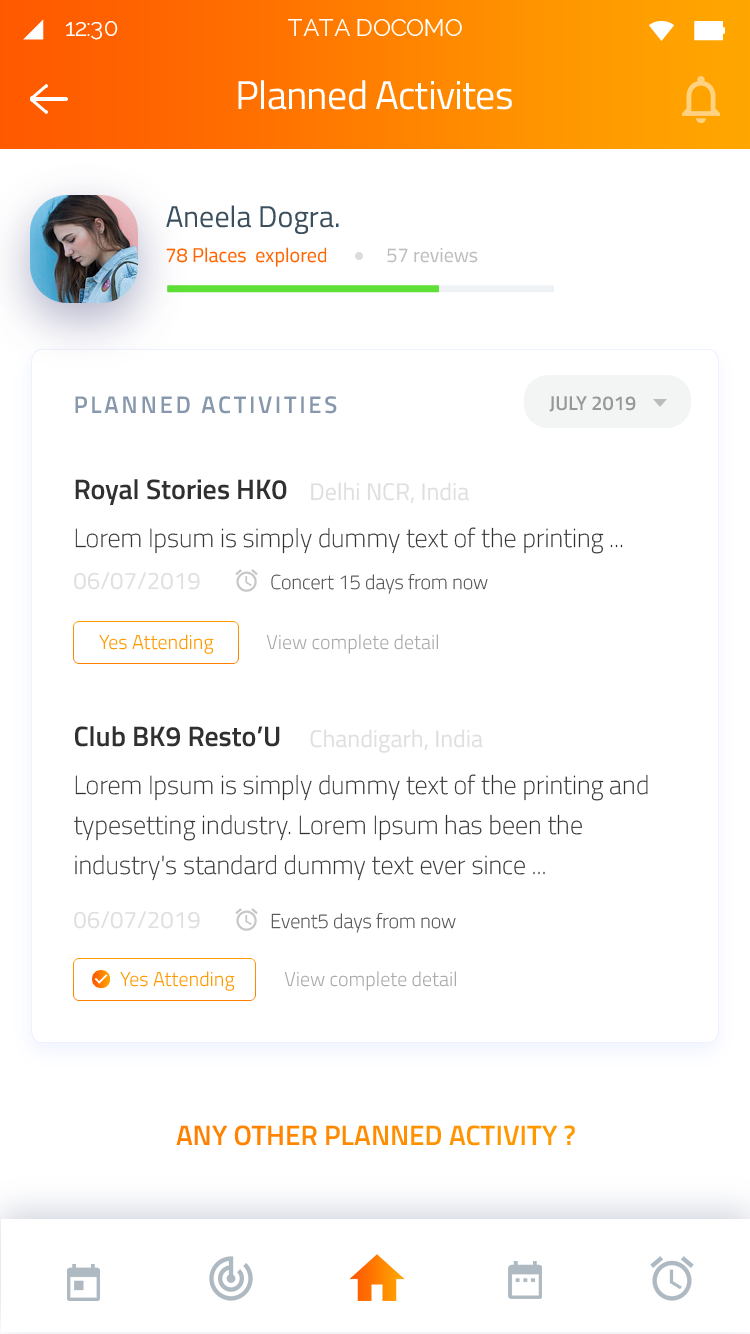 12:30 TATA DOCOMO
Planned Activites
Aneela Dogra.
78 Places explored 57 reviews
PLANNED ACTIVITIES JULY 2019
Royal Stories HK0 Delhi NCR, India
Lorem Ipsum is simply dummy text of the printing ...
06/07/2019 Concert 15 days from now
Yes Attending View complete detail
Club BK9 Resto’U Chandigarh, India
Lorem Ipsum is simply dummy text of the printing and
typesetting industry. Lorem Ipsum has been the
industry's standard dummy text ever since ...
06/07/2019 Event5 days from now
Yes Attending View complete detail
ANY OTHER PLANNED ACTIVITY ?